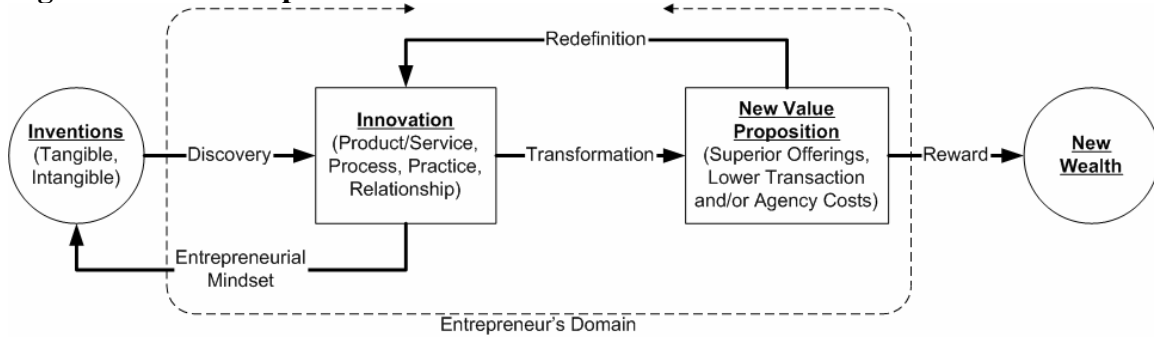 Redefinition
Inventions
(Tangible,
Intangible)
Discovery
Innovation
(Product/Service,
Process, Practice,
Relationship)
Transformation
New Value
Proposition
(Superior Offerings,
Lower Transaction
and/or Agency Costs)
Reward
New
Wealth
Entrepreneurial
Mindset
Entrepreneur's Domain